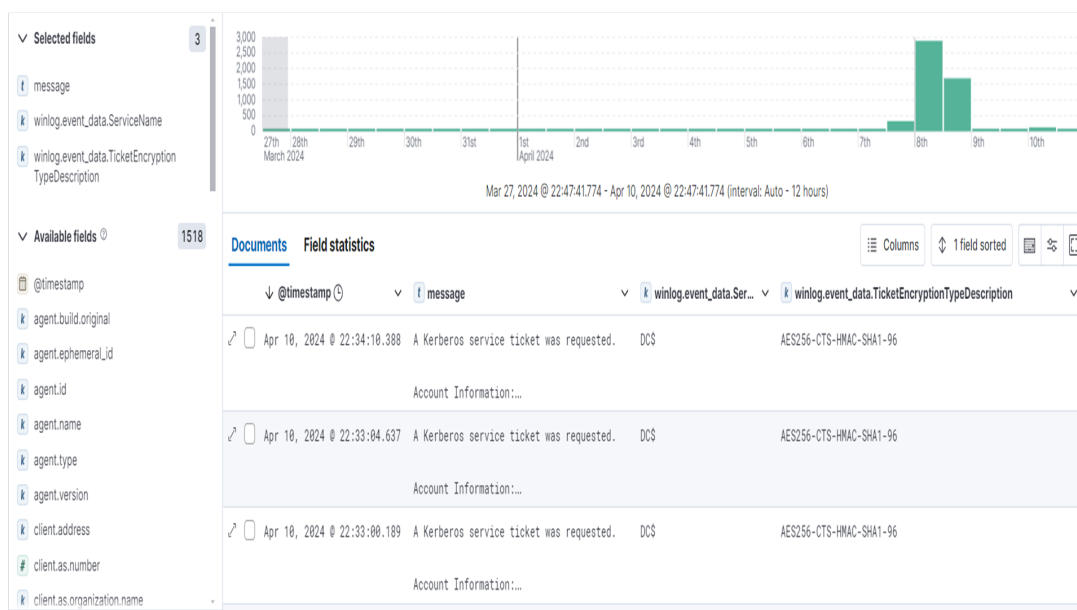 Selected fields 3
message
winlog.event_data.ServiceName
winlog.event_data.TicketEncryption
TypeDescription
Available fields 1518
@timestamp
agent.build.original
agent.ephemeral_id
agent.id
agent.name
agent.type
agent.version
client.address
client.as.number
client.as.organization.name
3,000
2,500
2,000
1,500
1,000
500
0
27th 28th 29th 30th 31st 1st 2nd 3rd 4th 5th 6th 7th 8th 9th 10th
March 2024 April 2024
Mar 27, 2024 @ 22:47:41.774 - Apr 10, 2024 @ 22:47:41.774 (interval: Auto - 12 hours)
Documents Field statistics Columns 1 field sorted
@timestamp message winlog.event_data.Ser... winlog.event_data.TicketEncryptionTypeDescription
Apr 10, 2024 @ 22:34:10.388 A Kerberos service ticket was requested. DC$ AES256-CTS-HMAC-SHA1-96
Account Information:...
Apr 10, 2024 @ 22:33:04.637 A Kerberos service ticket was requested. DC$ AES256-CTS-HMAC-SHA1-96
Account Information:...
Apr 10, 2024 @ 22:33:00.189 A Kerberos service ticket was requested. DC$ AES256-CTS-HMAC-SHA1-96
Account Information:...